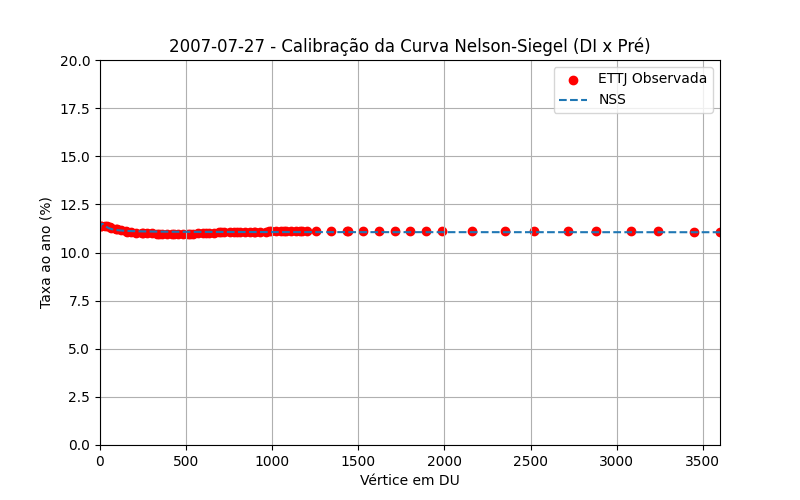 2007-07-27 - Calibração da Curva Nelson-Siegel (DI x Pré)
ETTJ Observada
NSS
Taxa ao ano (%)
20.0
17.5
15.0
12.5
10.0
7.5
5.0
2.5
0.0
0 500 1000 1500 2000 2500 3000 3500
Vértice em DU